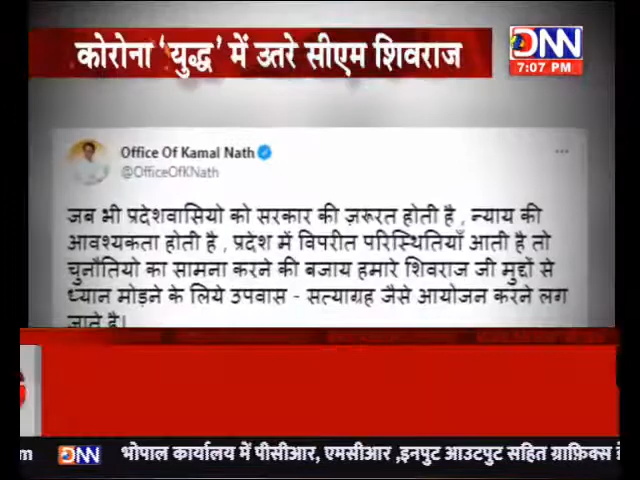 कोरोना 'युद्ध' में उतरे सीएम शिवराज
DNN
7:07 PM
Office Of Kamal Nath
@OfficeOfKNath
जब भी प्रदेशवासियो को सरकार की ज़रूरत होती है , न्याय की
आवश्यकता होती है , प्रदेश में विपरीत परिस्थितियाँ आती है तो
चुनौतियो का सामना करने की बजाय हमारे शिवराज जी मुद्दों से
ध्यान मोड़ने के लिये उपवास - सत्याग्रह जैसे आयोजन करने लग
जाते है।
DNN भोपाल कार्यालय में पीसीआर, एमसीआर ,इनपुट आउटपुट सहित ग्राफ़िक्स